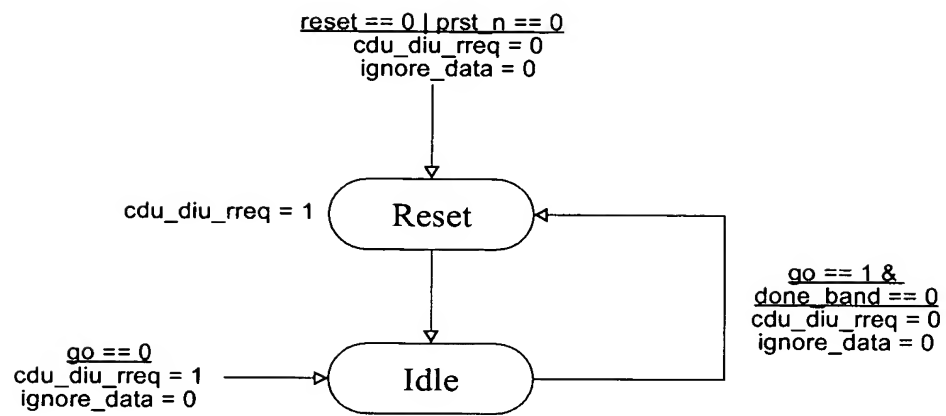 reset == 0 | prst_n == 0
cdu_diu_rreq = 0
ignore_data = 0
cdu_diu_rreq = 1
Reset
go == 1 &
done_band == 0
cdu_diu_rreq = 0
ignore_data = 0
go == 0
cdu_diu_rreq = 1
ignore_data = 0
Idle